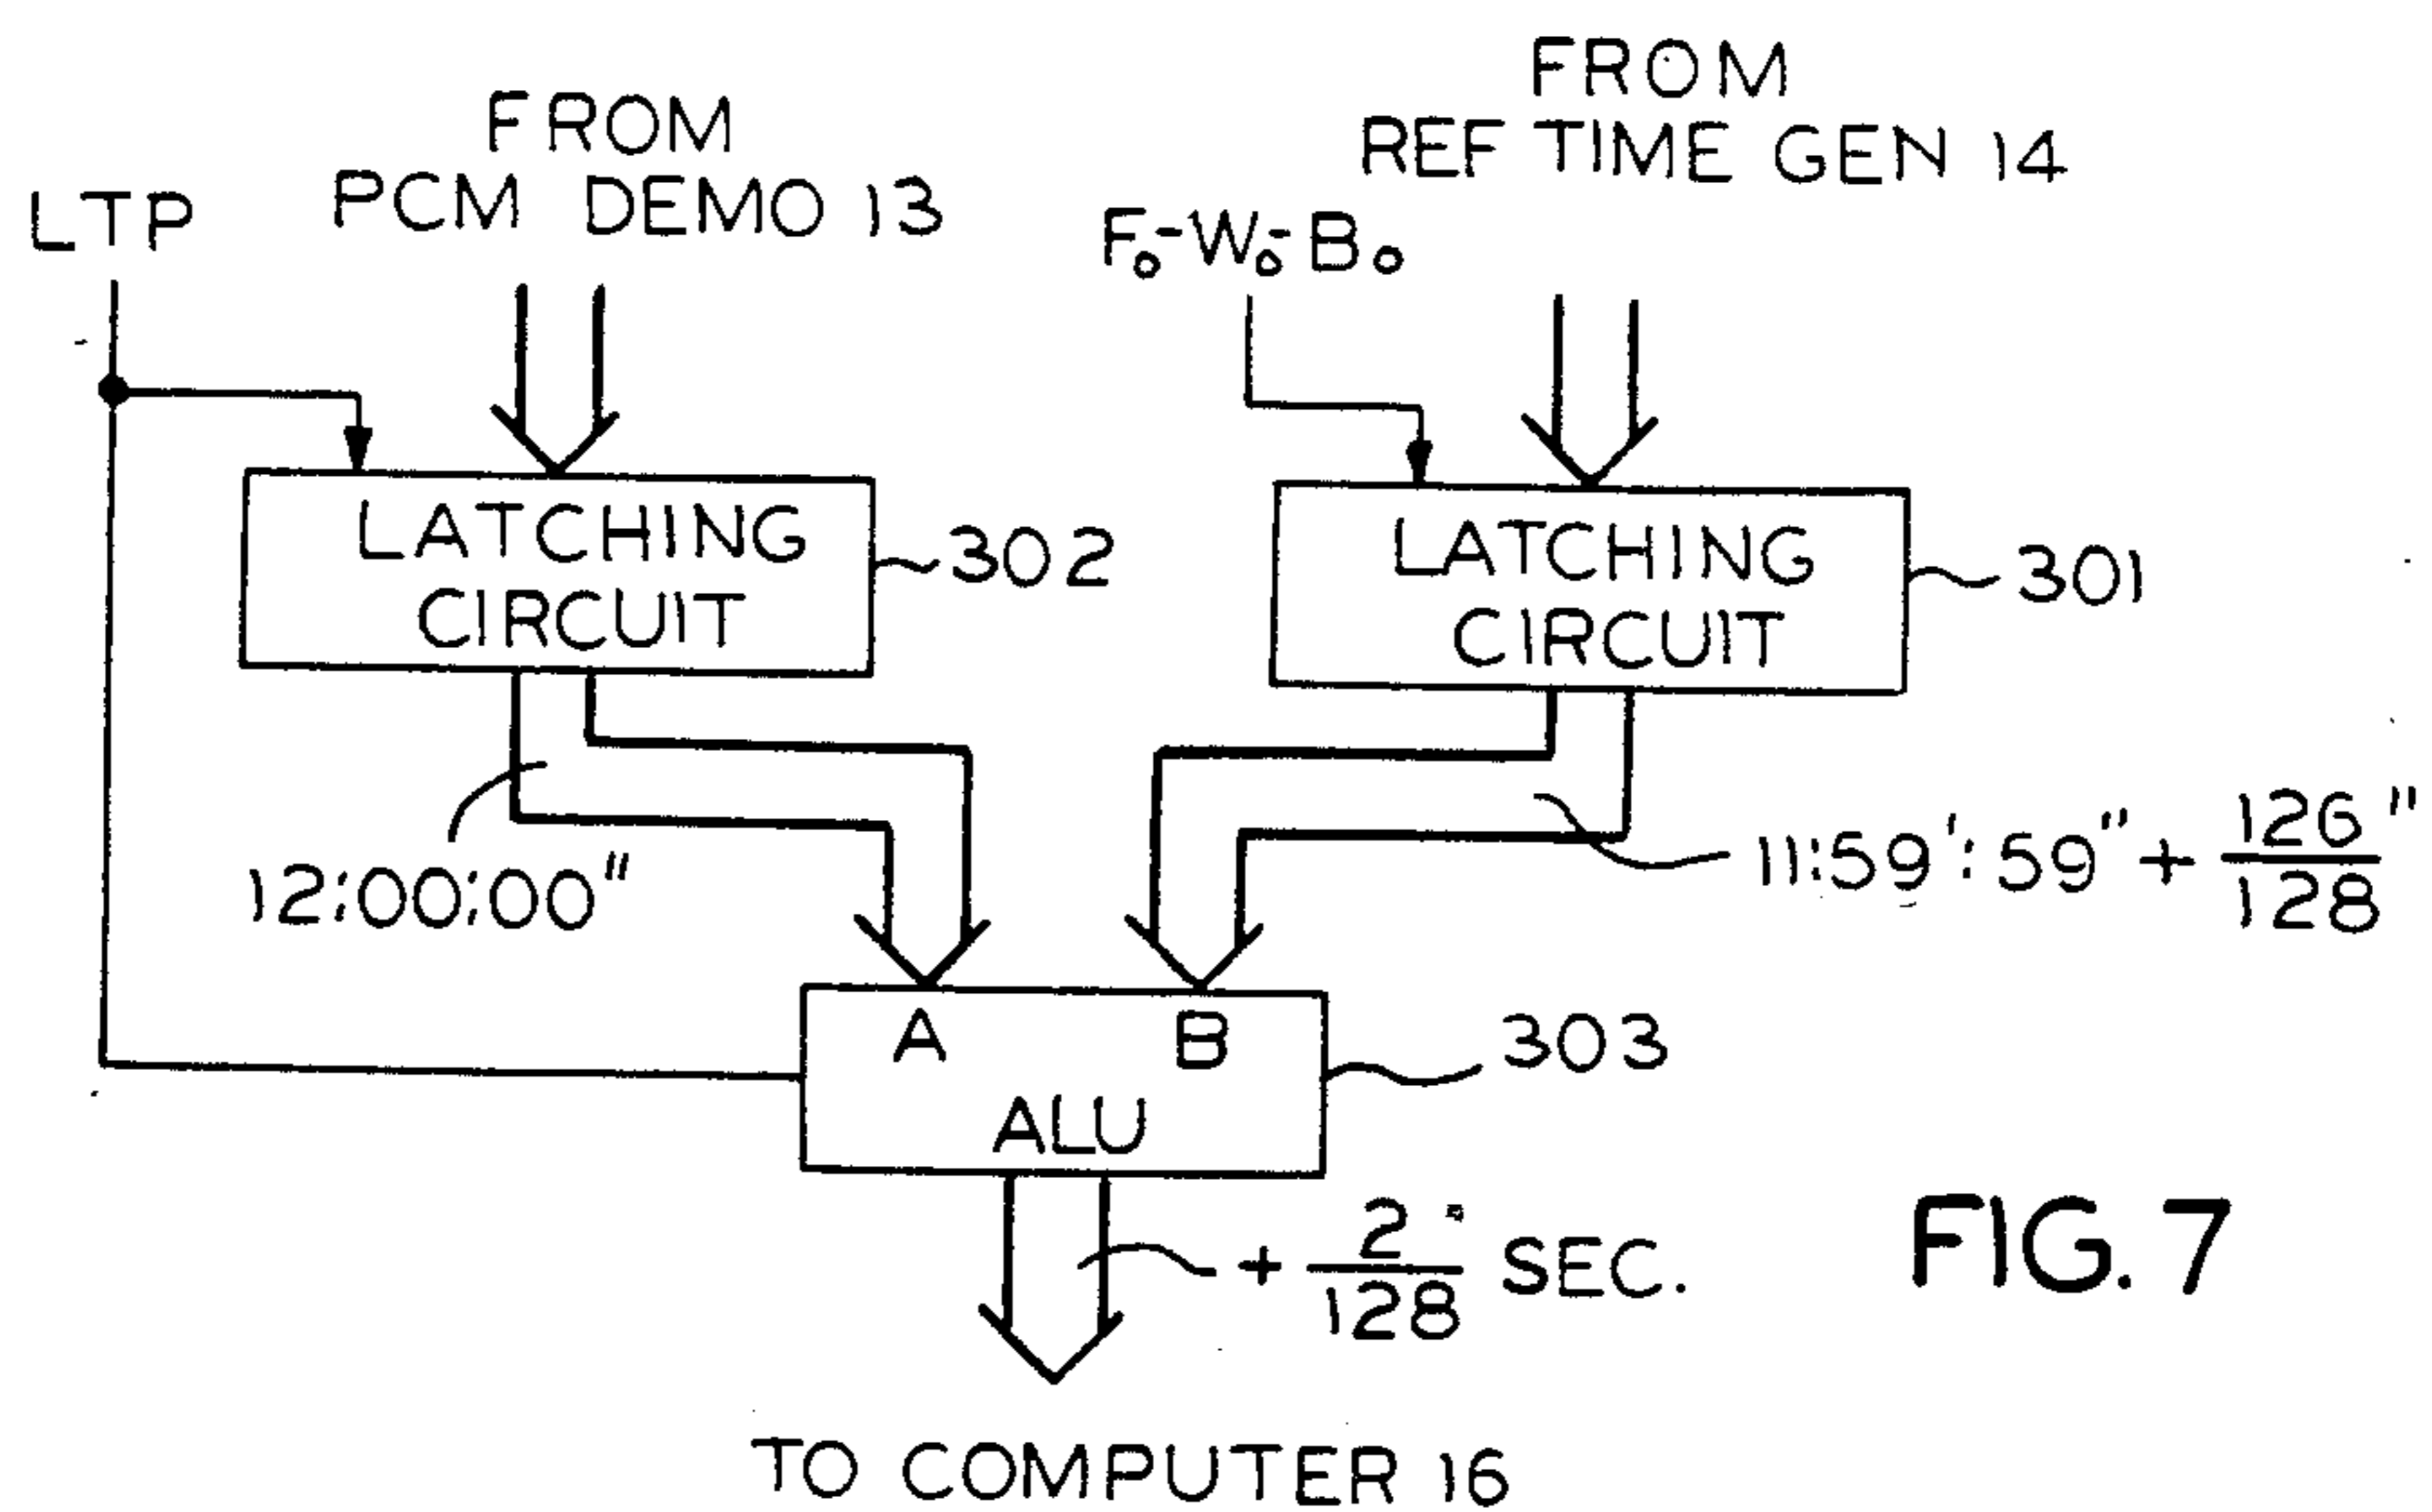 LTP
FROM
PCM DEMO 13
FROM
REF TIME GEN 14
F₀-W₀-B₀
LATCHING
CIRCUIT
302
LATCHING
CIRCUIT
301
12:00:00"
11:59':59"+ 126/128"
A B
ALU
303
+ 2/128 SEC.
TO COMPUTER 16
FIG. 7